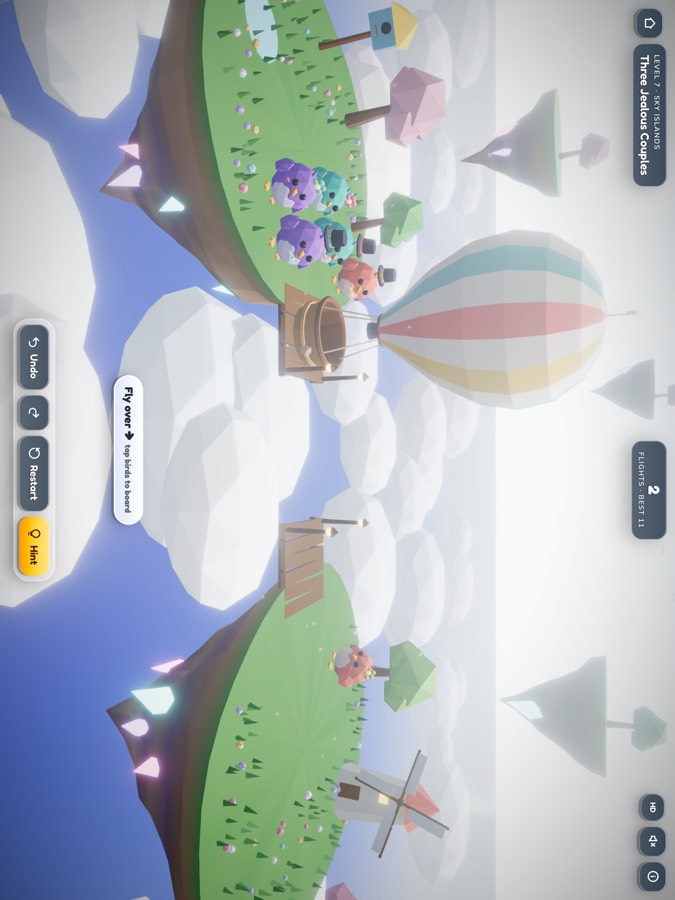 LEVEL 7 · SKY ISLANDS
Three Jealous Couples
2
FLIGHTS · BEST 11
HD
Fly over → tap birds to board
Undo
Restart
Hint